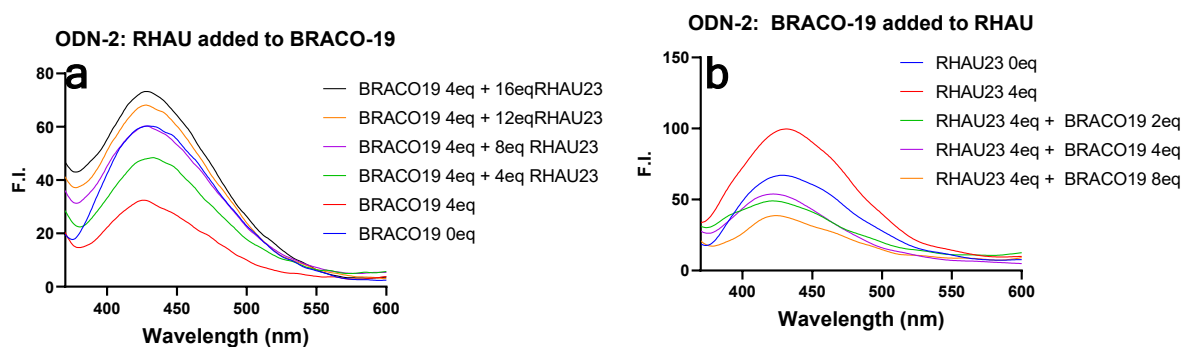 ODN-2: RHAU added to BRACO-19
a
80
60
40
20
0
F.I.
400
450
500
550
600
Wavelength (nm)
BRACO19 4eq + 16eqRHAU23
BRACO19 4eq + 12eqRHAU23
BRACO19 4eq + 8eq RHAU23
BRACO19 4eq + 4eq RHAU23
BRACO19 4eq
BRACO19 0eq
ODN-2: BRACO-19 added to RHAU
b
150
100
50
0
F.I.
400
450
500
550
600
Wavelength (nm)
RHAU23 0eq
RHAU23 4eq
RHAU23 4eq + BRACO19 2eq
RHAU23 4eq + BRACO19 4eq
RHAU23 4eq + BRACO19 8eq